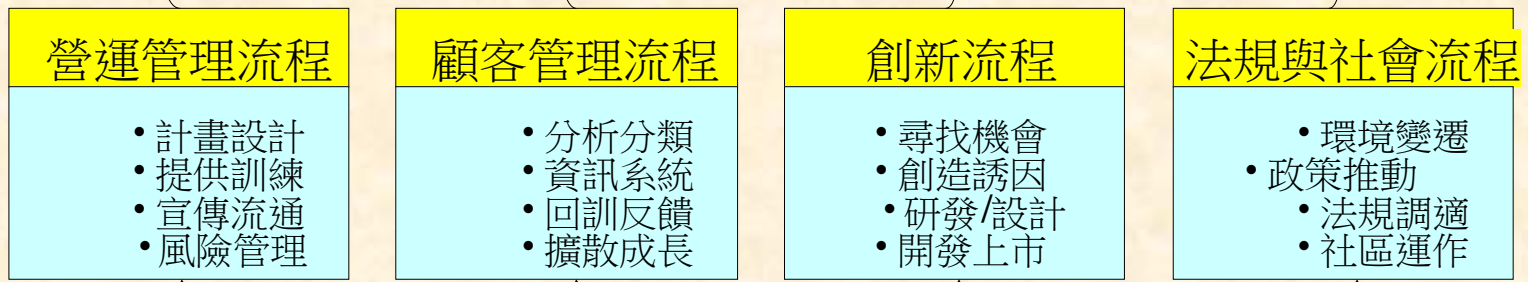 營運管理流程
• 計畫設計
• 提供訓練
• 宣傳流通
• 風險管理
顧客管理流程
• 分析分類
• 資訊系統
• 回訓反饋
• 擴散成長
創新流程
• 尋找機會
• 創造誘因
• 研發/設計
• 開發上市
法規與社會流程
• 環境變遷
• 政策推動
• 法規調適
• 社區運作